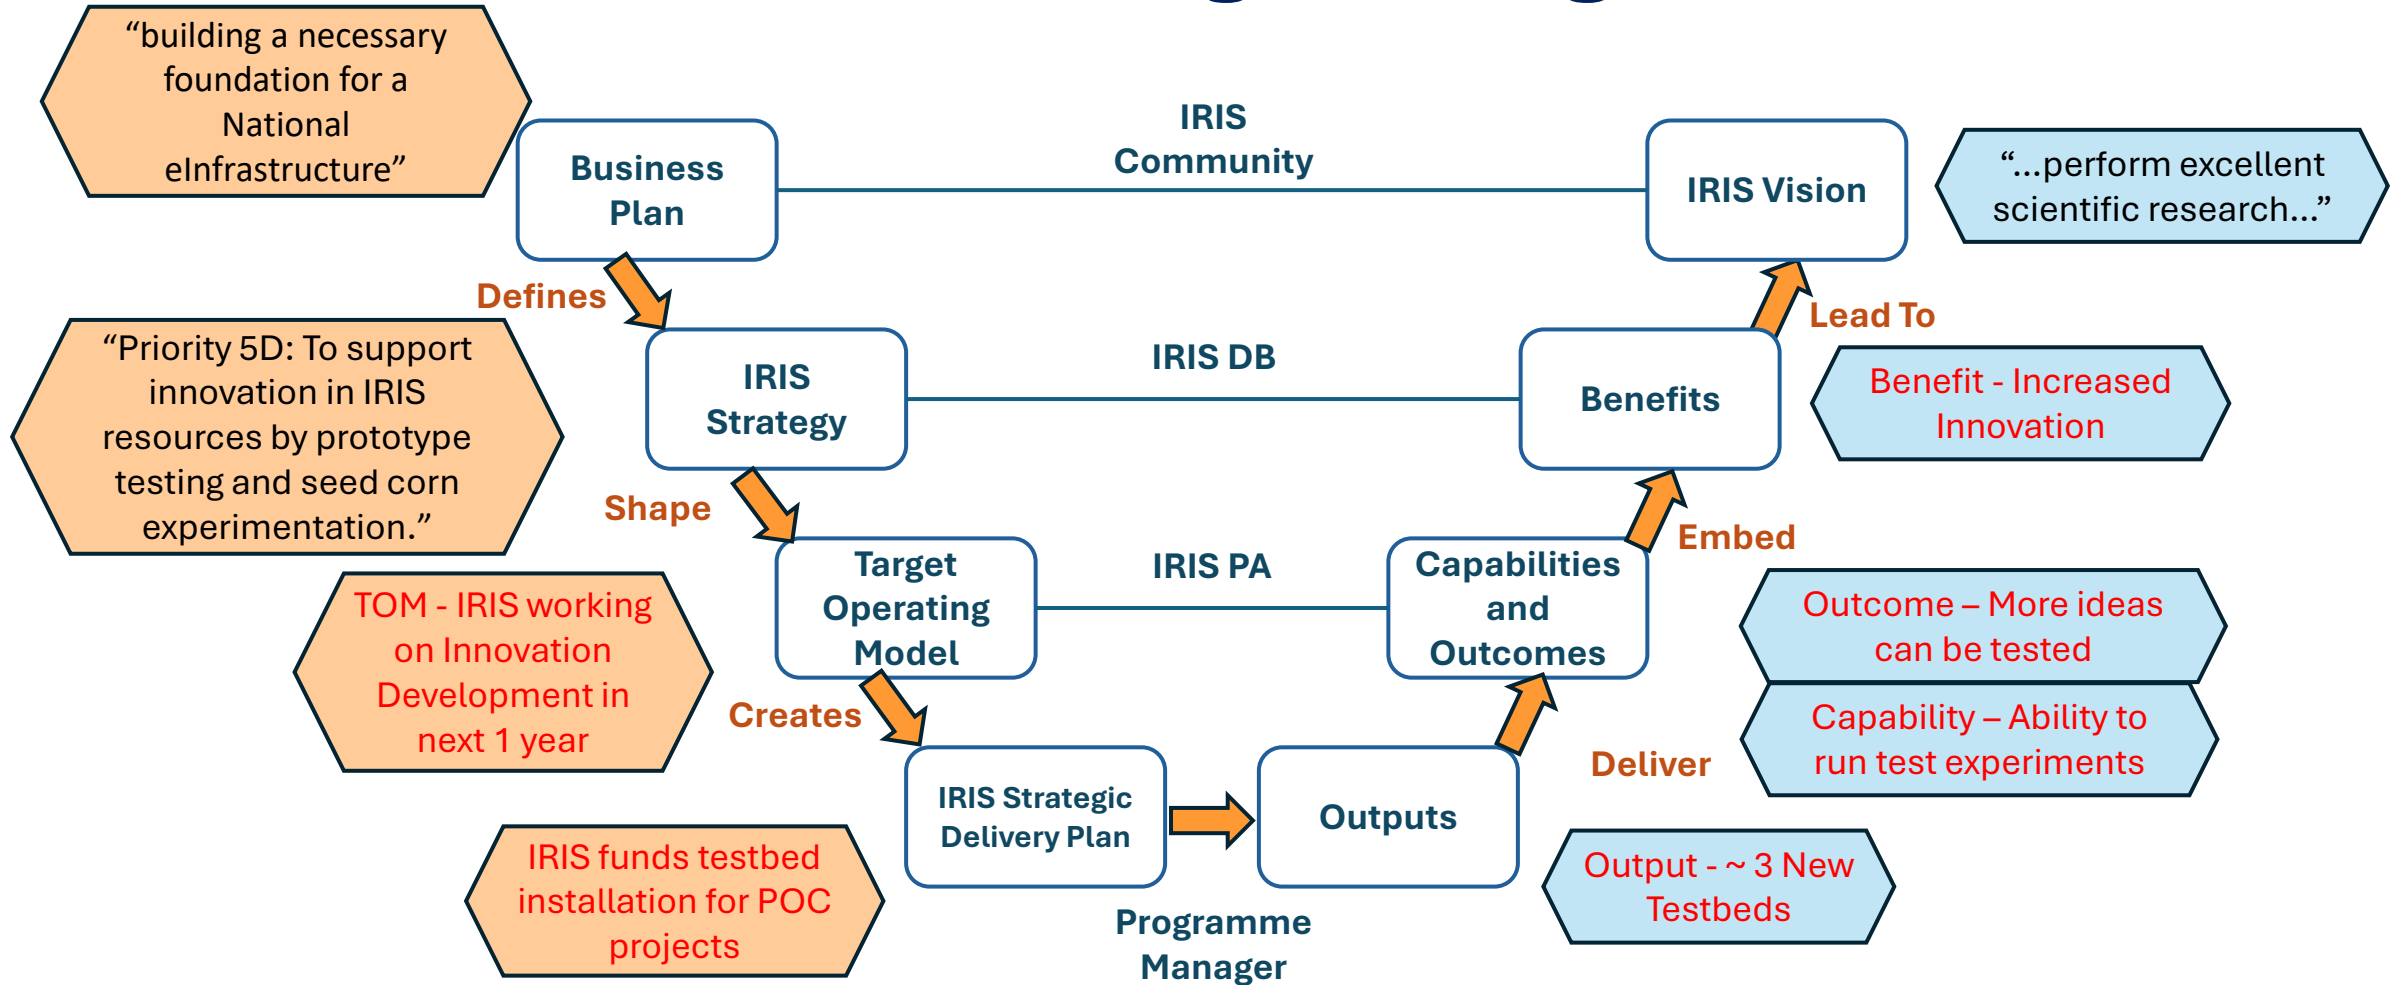 “building a necessary
foundation for a
National
eInfrastructure”
Business
Plan
IRIS
Community
IRIS Vision
“...perform excellent
scientific research...”
Defines
Lead To
“Priority 5D: To support
innovation in IRIS
resources by prototype
testing and seed corn
experimentation.”
IRIS
Strategy
IRIS DB
Benefits
Benefit - Increased
Innovation
Shape
Embed
TOM - IRIS working
on Innovation
Development in
next 1 year
Target
Operating
Model
IRIS PA
Capabilities
and
Outcomes
Outcome – More ideas
can be tested
Capability – Ability to
run test experiments
Creates
Deliver
IRIS funds testbed
installation for POC
projects
IRIS Strategic
Delivery Plan
Outputs
Output - ~ 3 New
Testbeds
Programme
Manager